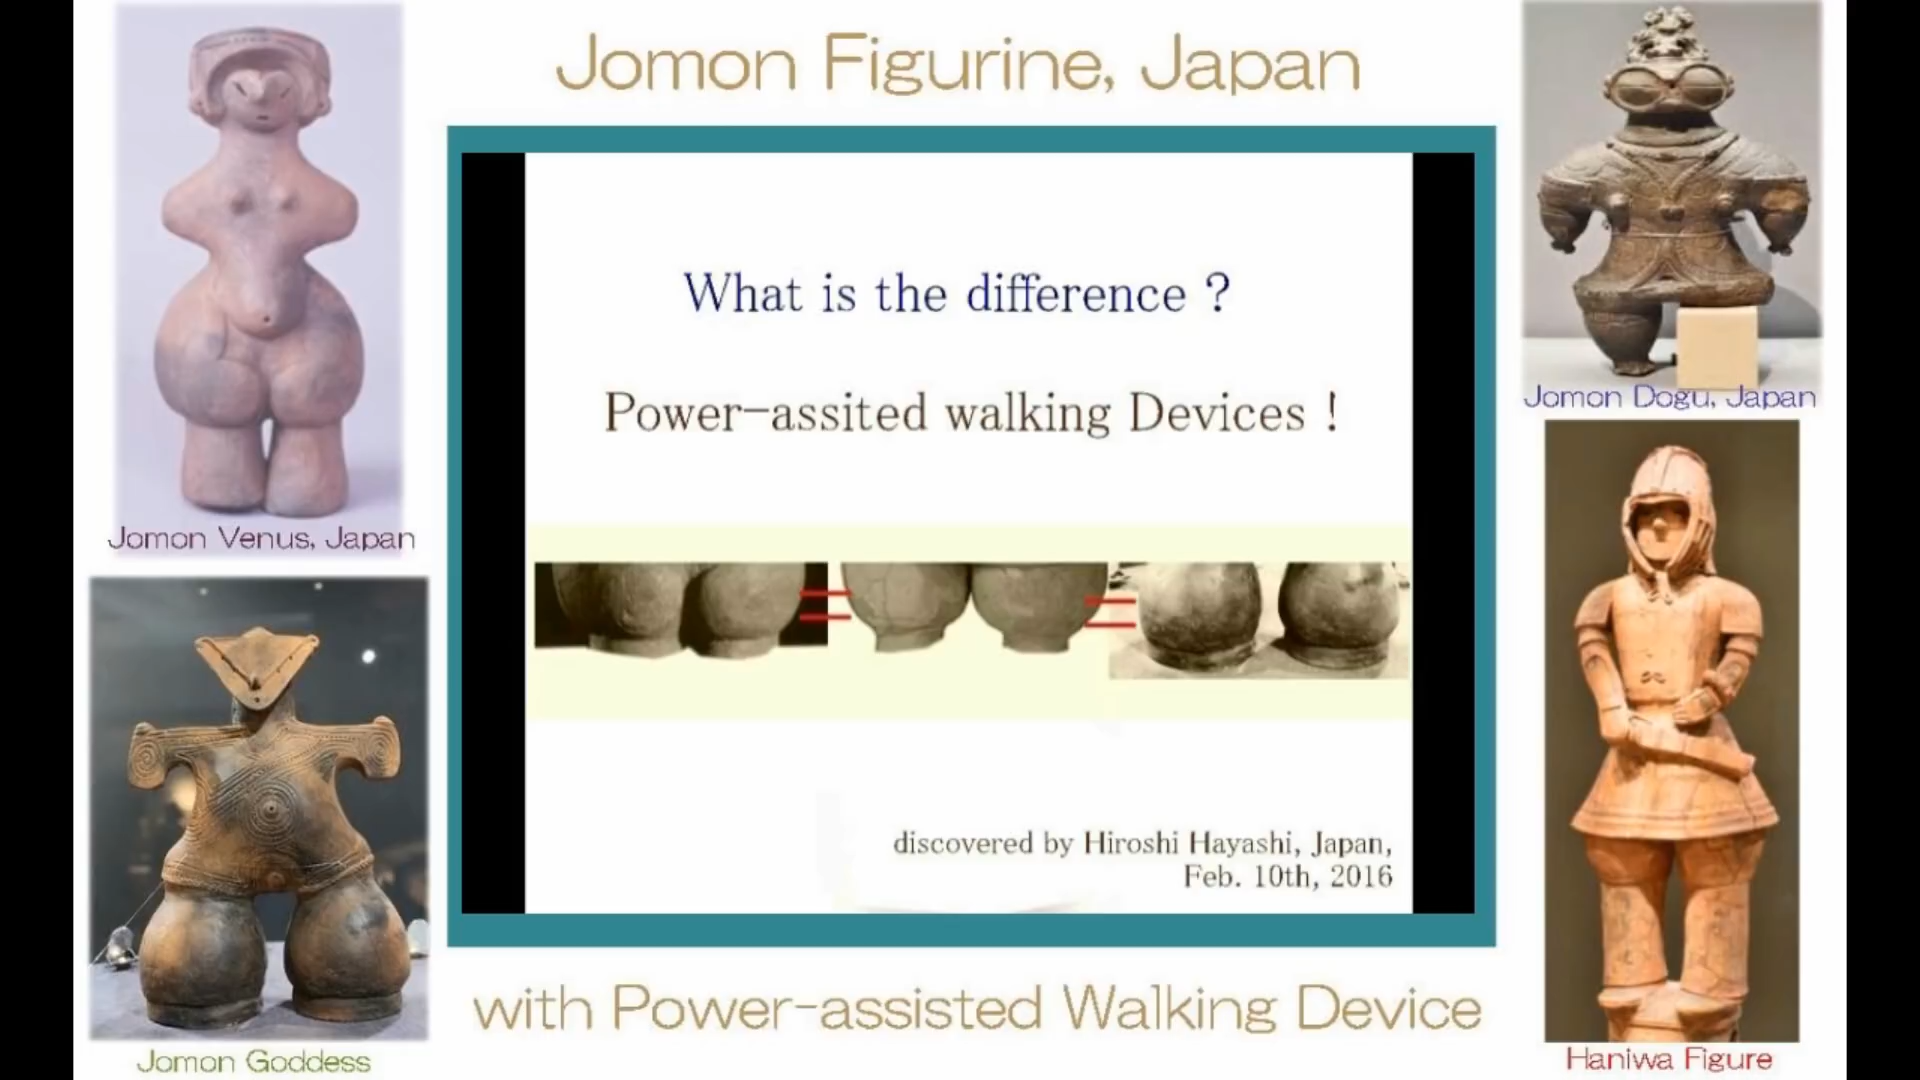 Jomon Figurine, Japan
What is the difference ?
Power-assited walking Devices !
discovered by Hiroshi Hayashi, Japan,
Feb. 10th, 2016
with Power-assisted Walking Device
Jomon Venus, Japan
Jomon Goddess
Jomon Dogu, Japan
Haniwa Figure